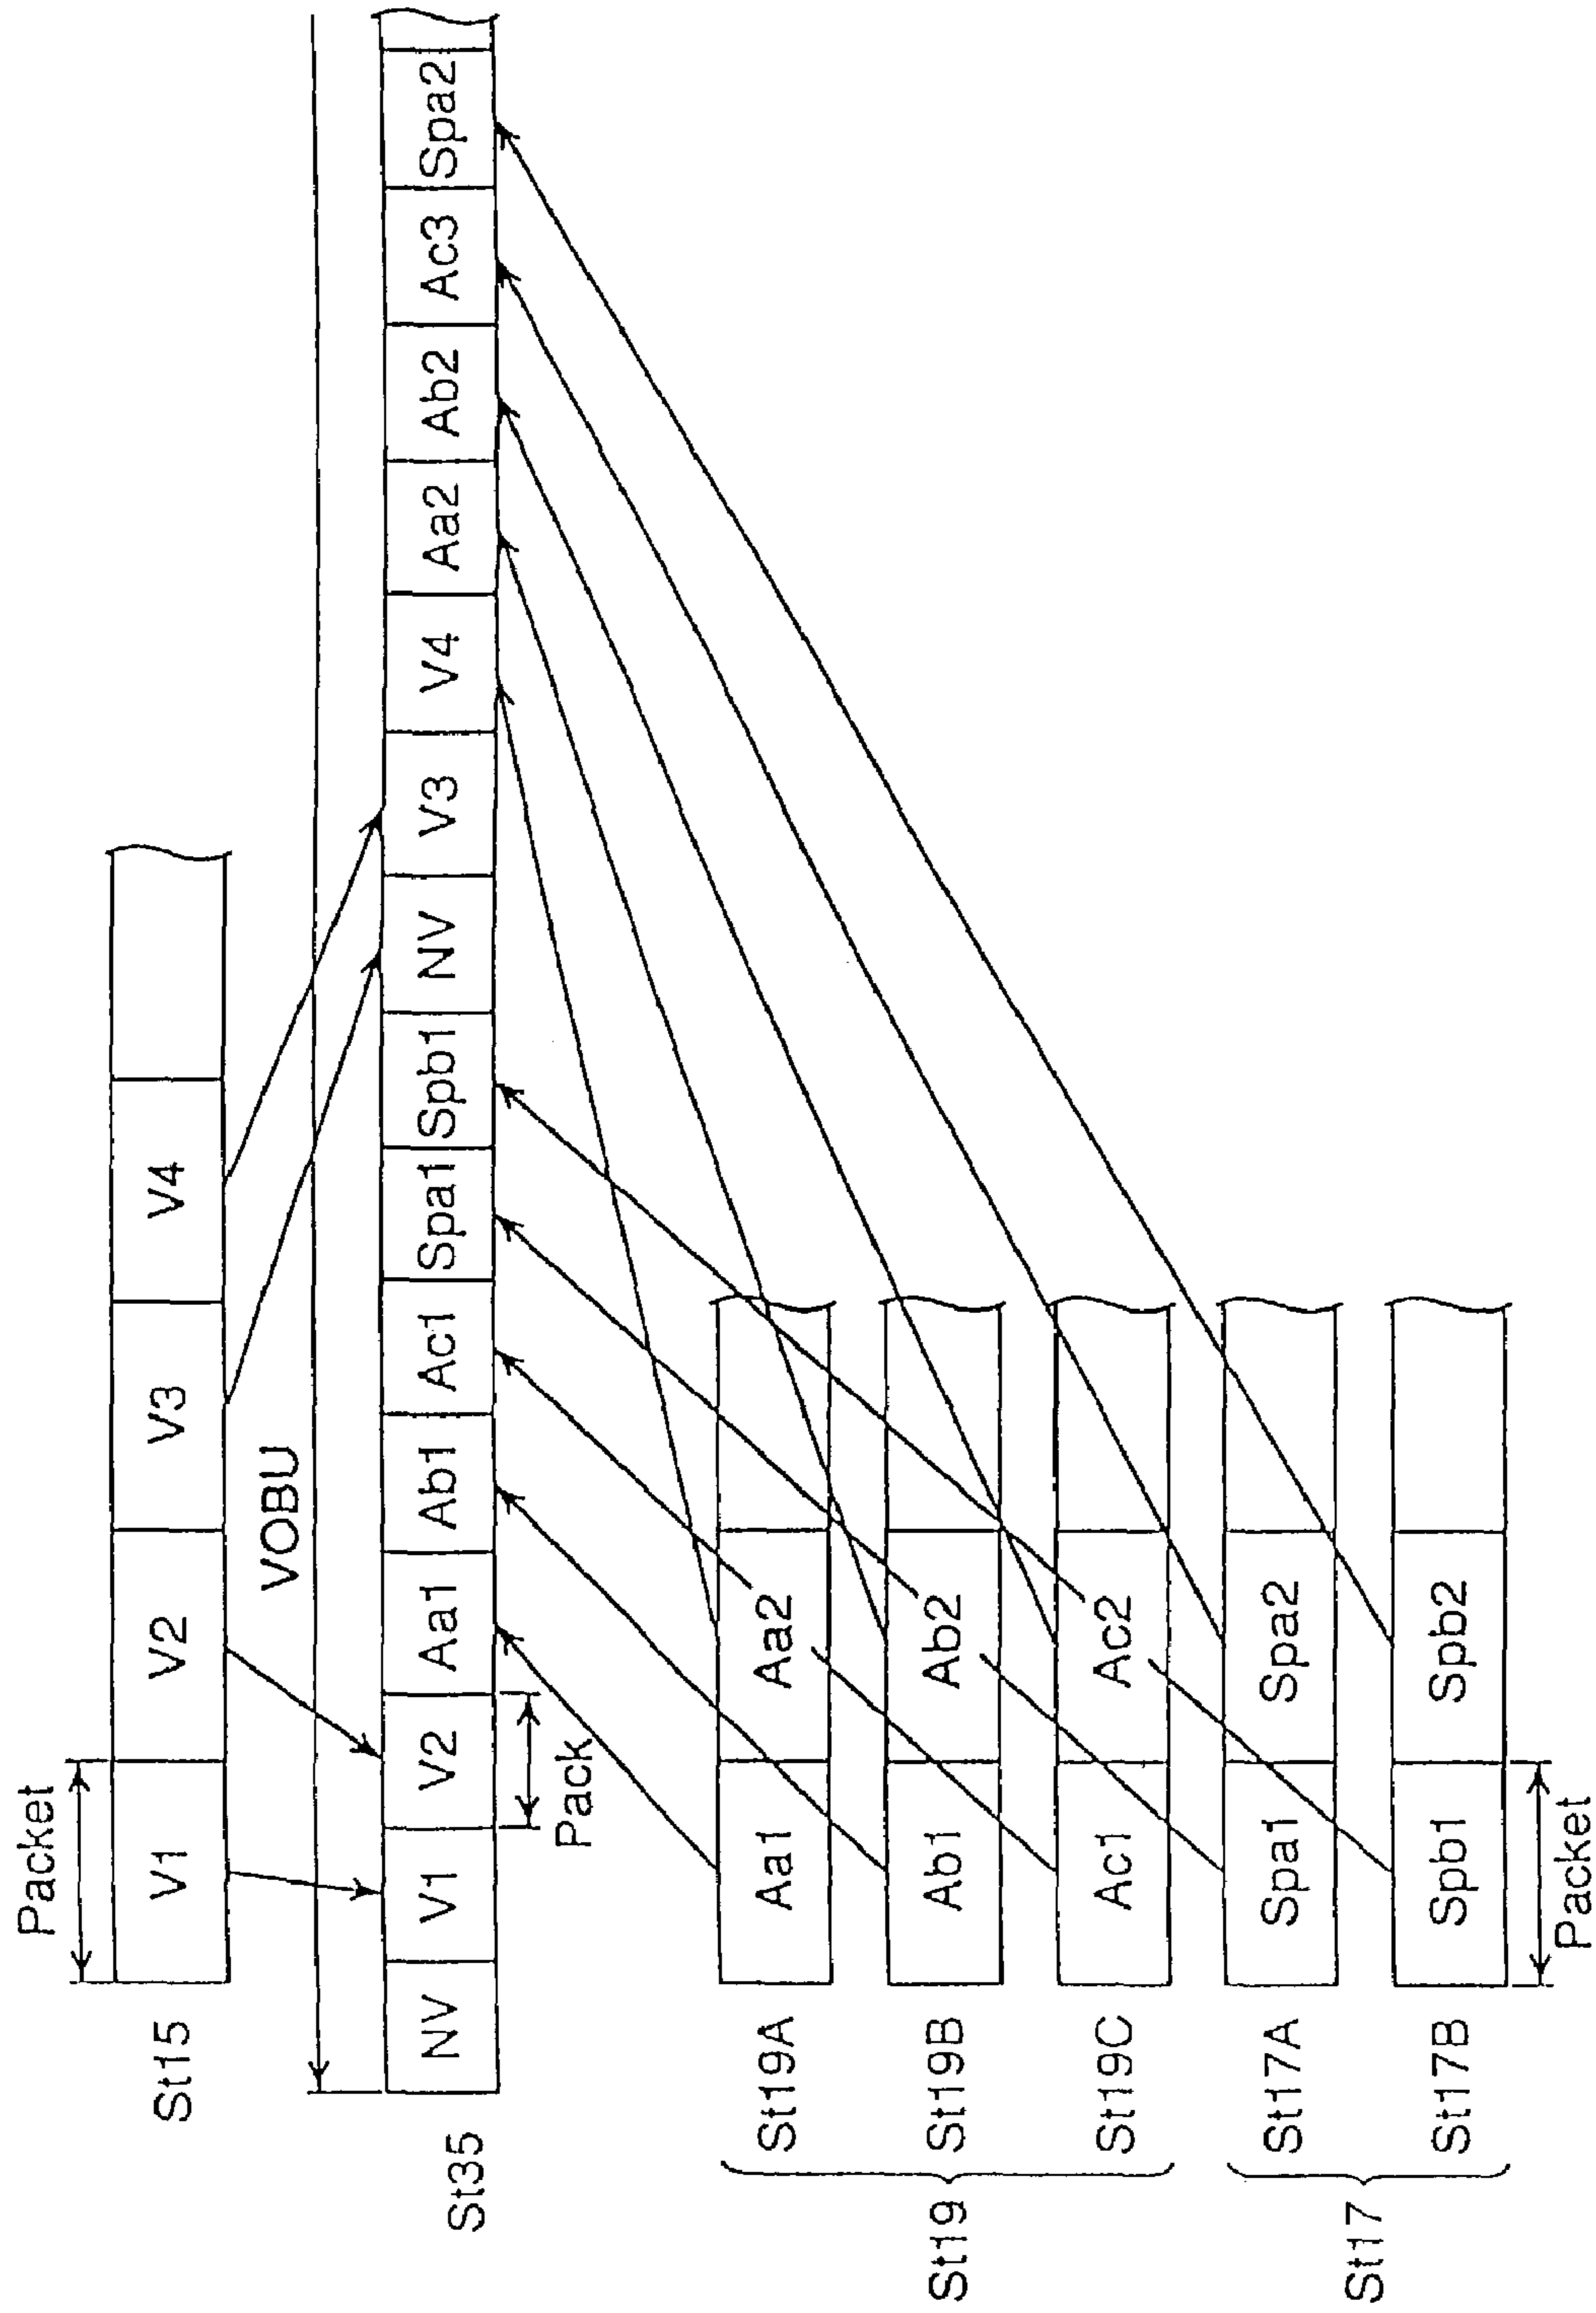 Packet
St15 V1 V2 V3 V4
VOBU
St35 NV V1 V2 Aa1 Ab1 Ac1 Spa1 Spb1 NV V3 V4 Aa2 Ab2 Ac3 Spa2
Pack
St19
St19A Aa1 Aa2
St19B Ab1 Ab2
St19C Ac1 Ac2
St17
St17A Spa1 Spa2
St17B Spb1 Spb2
Packet